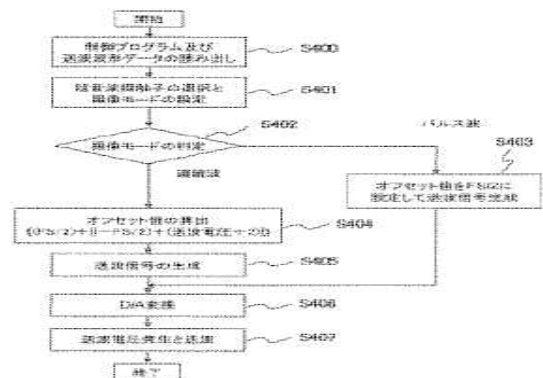 開始
制御プログラム及び
送波波形データの読み出し
S400
超音波探触子の選択と
撮像モードの設定
S401
撮像モードの判定
S402
パルス波
連続波
S403
オフセット値をFS/2に
設定して送波信号生成
オフセット値の算出
S404
送波信号の生成
S405
D/A変換
S406
送波電圧発生と送波
S407
終了